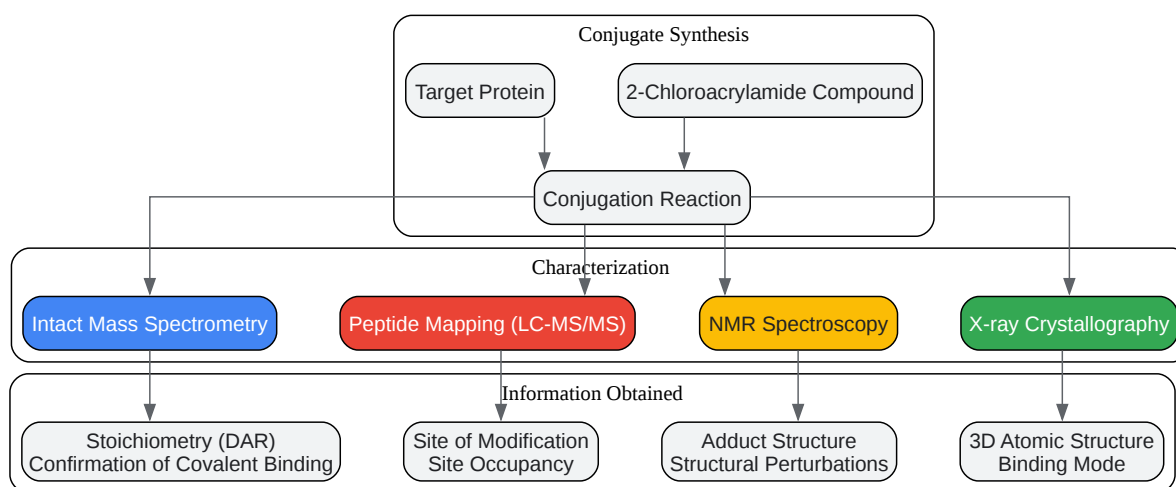 Conjugate Synthesis
Target Protein
2-Chloroacrylamide Compound
Conjugation Reaction
Characterization
Intact Mass Spectrometry
Peptide Mapping (LC-MS/MS)
NMR Spectroscopy
X-ray Crystallography
Information Obtained
Stoichiometry (DAR)
Confirmation of Covalent Binding
Site of Modification
Site Occupancy
Adduct Structure
Structural Perturbations
3D Atomic Structure
Binding Mode